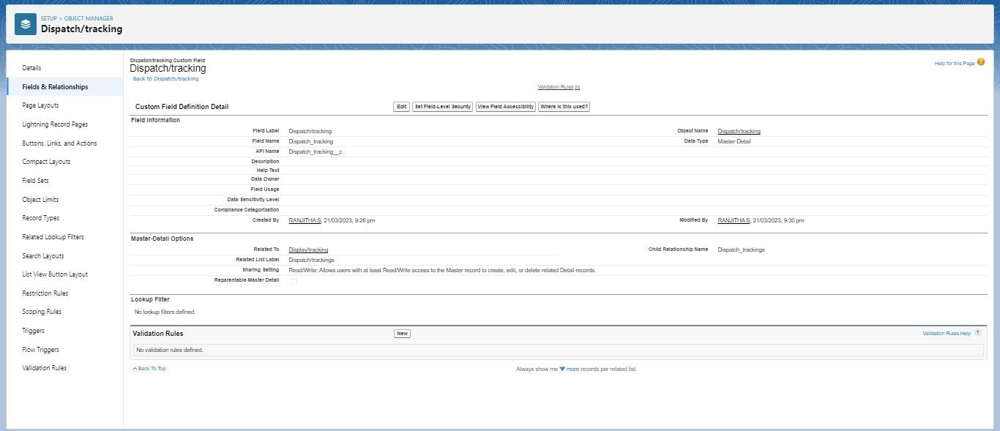 SETUP > OBJECT MANAGER
Dispatch/tracking
Details
Fields & Relationships
Page Layouts
Lightning Record Pages
Buttons, Links, and Actions
Compact Layouts
Field Sets
Object Limits
Record Types
Related Lookup Filters
Search Layouts
List View Button Layout
Restriction Rules
Scoping Rules
Triggers
Flow Triggers
Validation Rules
Dispatch/tracking Custom Field
Dispatch/tracking
Back to Dispatch/tracking
Help for this Page ?
Validation Rules [0]
Custom Field Definition Detail Edit Set Field-Level Security View Field Accessibility Where is this used?
Field Information
Field Label Dispatch/tracking Object Name Dispatch/tracking
Field Name Dispatch_tracking Data Type Master-Detail
API Name Dispatch_tracking__c
Description
Help Text
Data Owner
Field Usage
Data Sensitivity Level
Compliance Categorization
Created By RANJITHA S, 21/03/2023, 9:26 pm Modified By RANJITHA S, 21/03/2023, 9:30 pm
Master-Detail Options
Related To Display/tracking Child Relationship Name Dispatch_trackings
Related List Label Dispatch/trackings
Sharing Setting Read/Write: Allows users with at least Read/Write access to the Master record to create, edit, or delete related Detail records.
Reparentable Master Detail
Lookup Filter
No lookup filters defined.
Validation Rules New Validation Rules Help ?
No validation rules defined.
^ Back To Top Always show me ▼ more records per related list